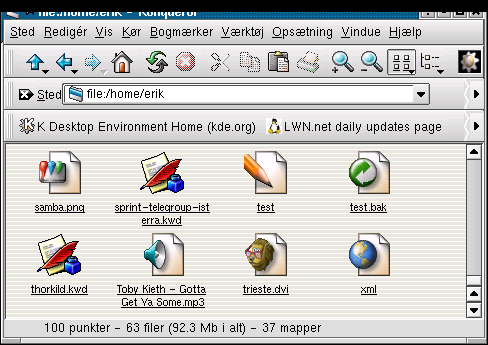 file:/home/erik - Konqueror
Sted Redigér Vis Kør Bogmærker Værktøj Opsætning Vindue Hjælp
Sted file:/home/erik
K Desktop Environment Home (kde.org) LWN.net daily updates page
samba.png sprint-telegroup-ist test test.bak
erra.kwd
thorkild.kwd Toby Kieth - Gotta trieste.dvi xml
Get Ya Some.mp3
100 punkter - 63 filer (92.3 Mb i alt) - 37 mapper